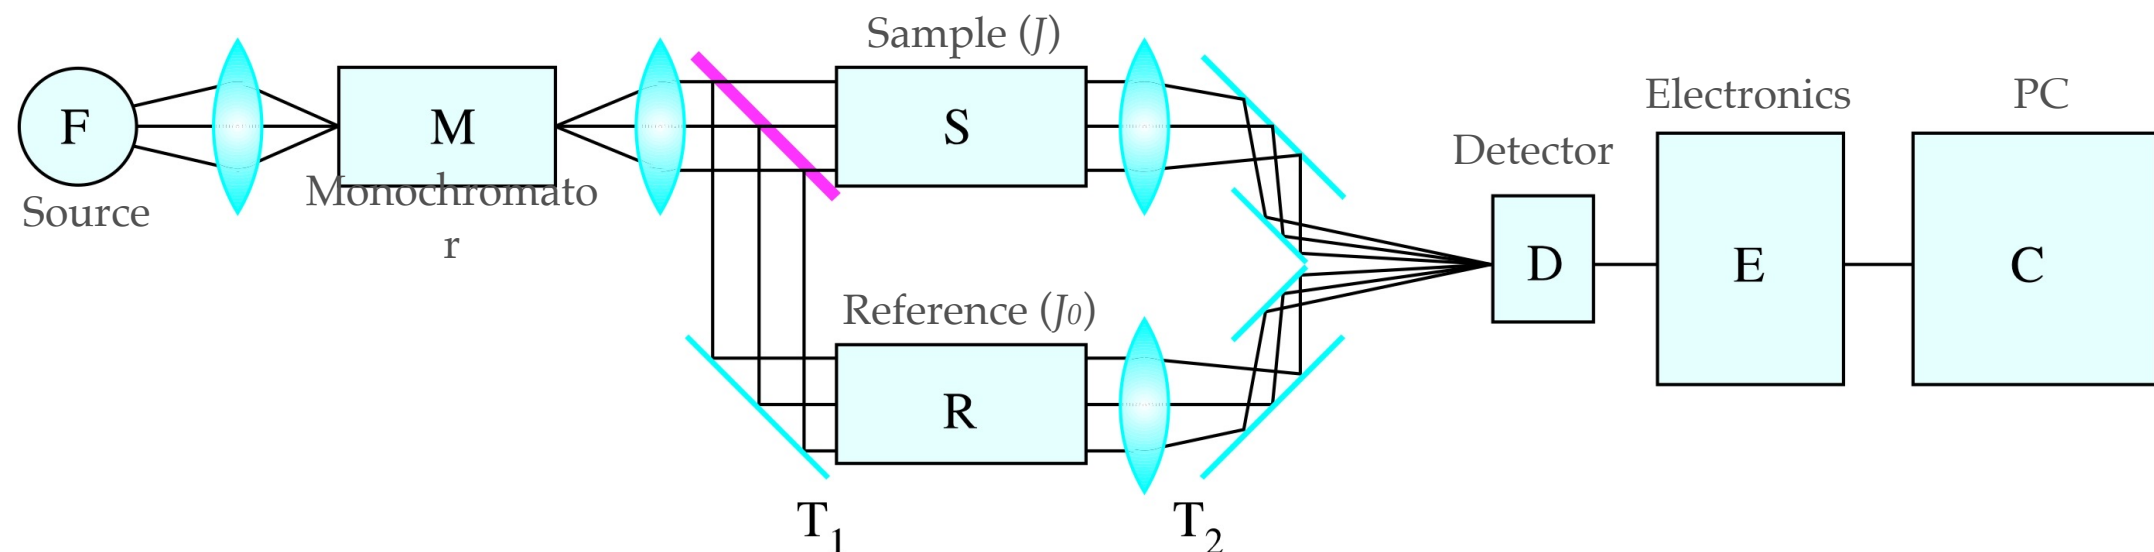 Sample (J)
Electronics
PC
F
M
S
Detector
Monochromato
r
Source
D
E
C
Reference (J0)
R
T1
T2